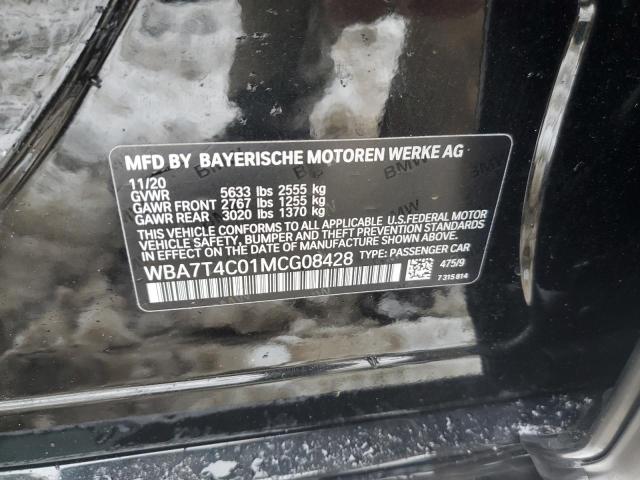 MFD BY BAYERISCHE MOTOREN WERKE AG
11/20
GVWR 5633 lbs 2555 kg
GAWR FRONT 2767 lbs 1255 kg
GAWR REAR 3020 lbs 1370 kg
THIS VEHICLE CONFORMS TO ALL APPLICABLE U.S.FEDERAL MOTOR
VEHICLE SAFETY, BUMPER AND THEFT PREVENTION STANDARDS IN
EFFECT ON THE DATE OF MANUFACTURE SHOWN ABOVE.
WBA7T4C01MCG08428 TYPE: PASSENGER CAR
475/9
7 315 814